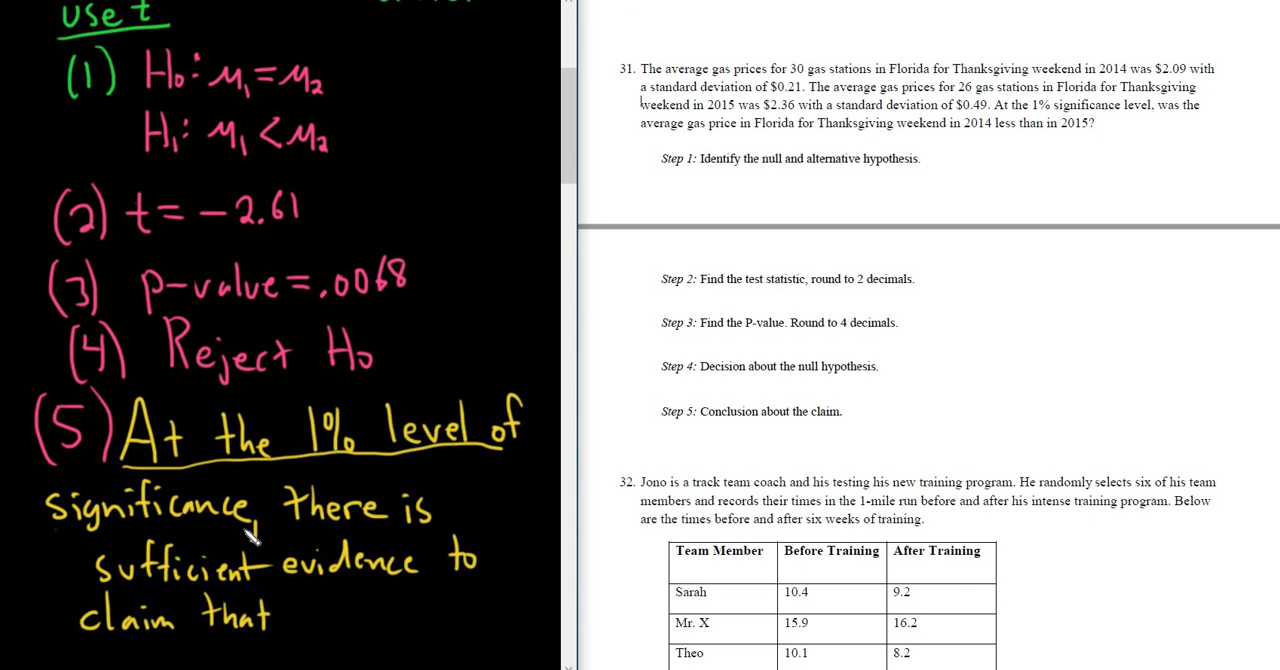 use t
(1) H₀: μ₁ = μ₂
H₁: μ₁ < μ₂
(2) t = -2.61
(3) p-value = .0068
(4) Reject H₀
(5) At the 1% level of
significance, there is
sufficient evidence to
claim that
31. The average gas prices for 30 gas stations in Florida for Thanksgiving weekend in 2014 was $2.09 with
a standard deviation of $0.21. The average gas prices for 26 gas stations in Florida for Thanksgiving
weekend in 2015 was $2.36 with a standard deviation of $0.49. At the 1% significance level, was the
average gas price in Florida for Thanksgiving weekend in 2014 less than in 2015?
Step 1: Identify the null and alternative hypothesis.
Step 2: Find the test statistic, round to 2 decimals.
Step 3: Find the P-value. Round to 4 decimals.
Step 4: Decision about the null hypothesis.
Step 5: Conclusion about the claim.
32. Jono is a track team coach and his testing his new training program. He randomly selects six of his team
members and records their times in the 1-mile run before and after his intense training program. Below
are the times before and after six weeks of training.
Team Member Before Training After Training
Sarah 10.4 9.2
Mr. X 15.9 16.2
Theo 10.1 8.2